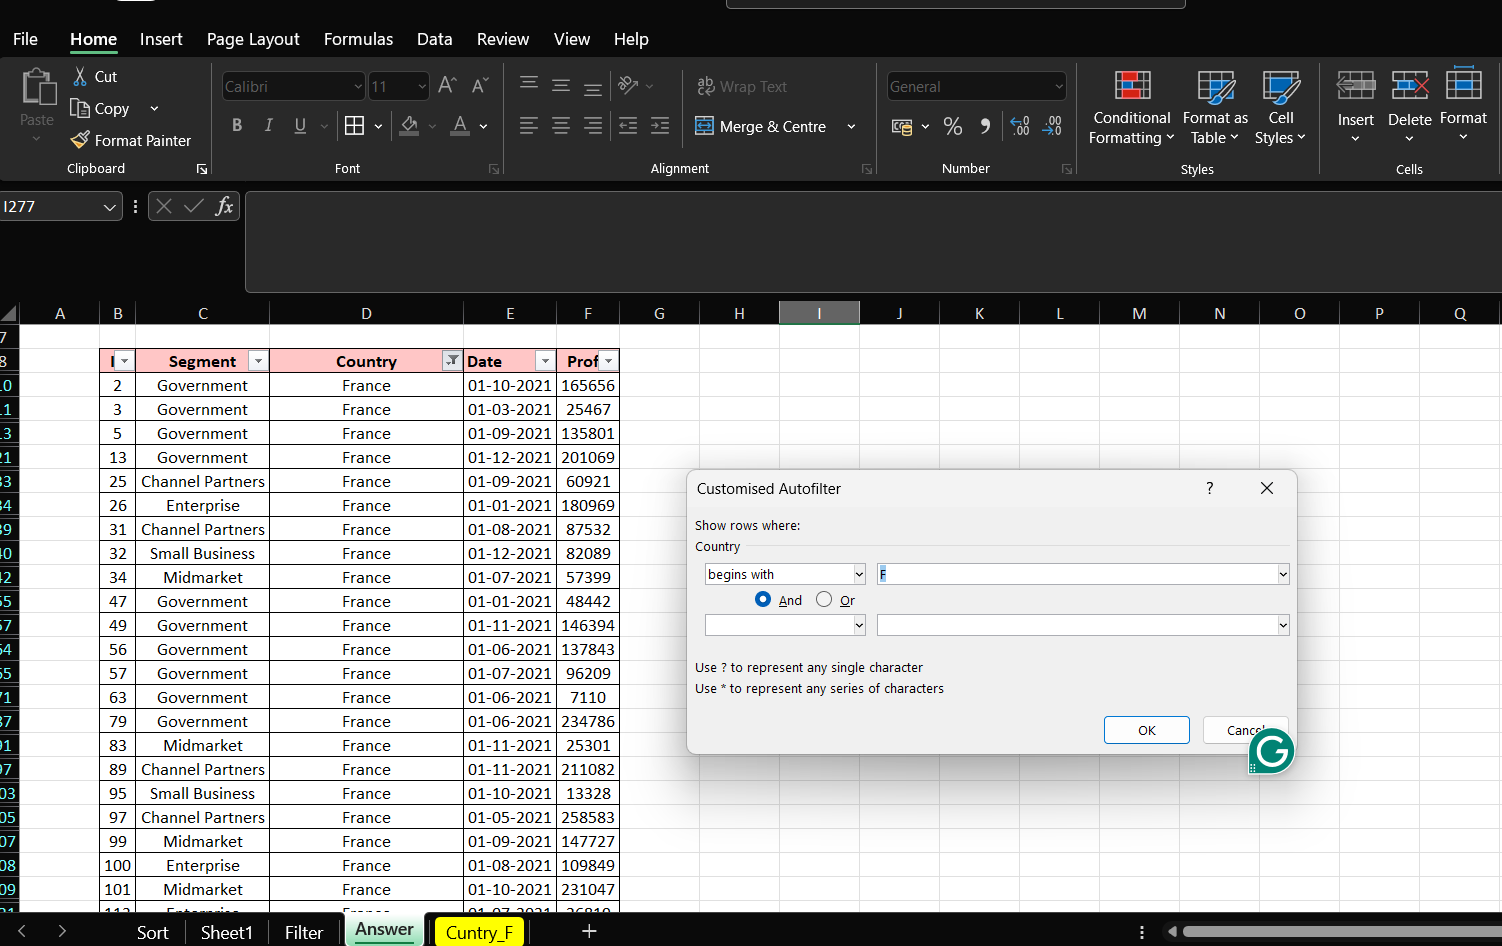 File Home Insert Page Layout Formulas Data Review View Help
Paste
Cut
Copy
Format Painter
Clipboard
Calibri 11
B I U A
Font
ab Wrap Text
Merge & Centre
Alignment
General
Number
Conditional Formatting
Format as Table
Cell Styles
Styles
Insert Delete Format
Cells
I277 fx
A B C D E F G H I J K L M N O P Q
Segment Country Date Prof
2 Government France 01-10-2021 165656
3 Government France 01-03-2021 25467
5 Government France 01-09-2021 135801
13 Government France 01-12-2021 201069
25 Channel Partners France 01-09-2021 60921
26 Enterprise France 01-01-2021 180969
31 Channel Partners France 01-08-2021 87532
32 Small Business France 01-12-2021 82089
34 Midmarket France 01-07-2021 57399
47 Government France 01-01-2021 48442
49 Government France 01-11-2021 146394
56 Government France 01-06-2021 137843
57 Government France 01-07-2021 96209
63 Government France 01-06-2021 7110
79 Government France 01-06-2021 234786
83 Midmarket France 01-11-2021 25301
89 Channel Partners France 01-11-2021 211082
95 Small Business France 01-10-2021 13328
97 Channel Partners France 01-05-2021 258583
99 Midmarket France 01-09-2021 147727
100 Enterprise France 01-08-2021 109849
101 Midmarket France 01-10-2021 231047
Customised Autofilter ?
Show rows where:
Country
begins with F
And Or
Use ? to represent any single character
Use * to represent any series of characters
OK Cancel
G
Sort Sheet1 Filter Answer Cuntry_F +